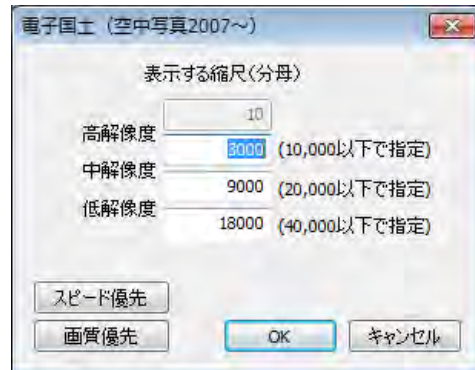 電子国土（空中写真2007～）
表示する縮尺(分母)
10
高解像度
3000 (10,000以下で指定)
中解像度
9000 (20,000以下で指定)
低解像度
18000 (40,000以下で指定)
スピード優先
画質優先 OK キャンセル